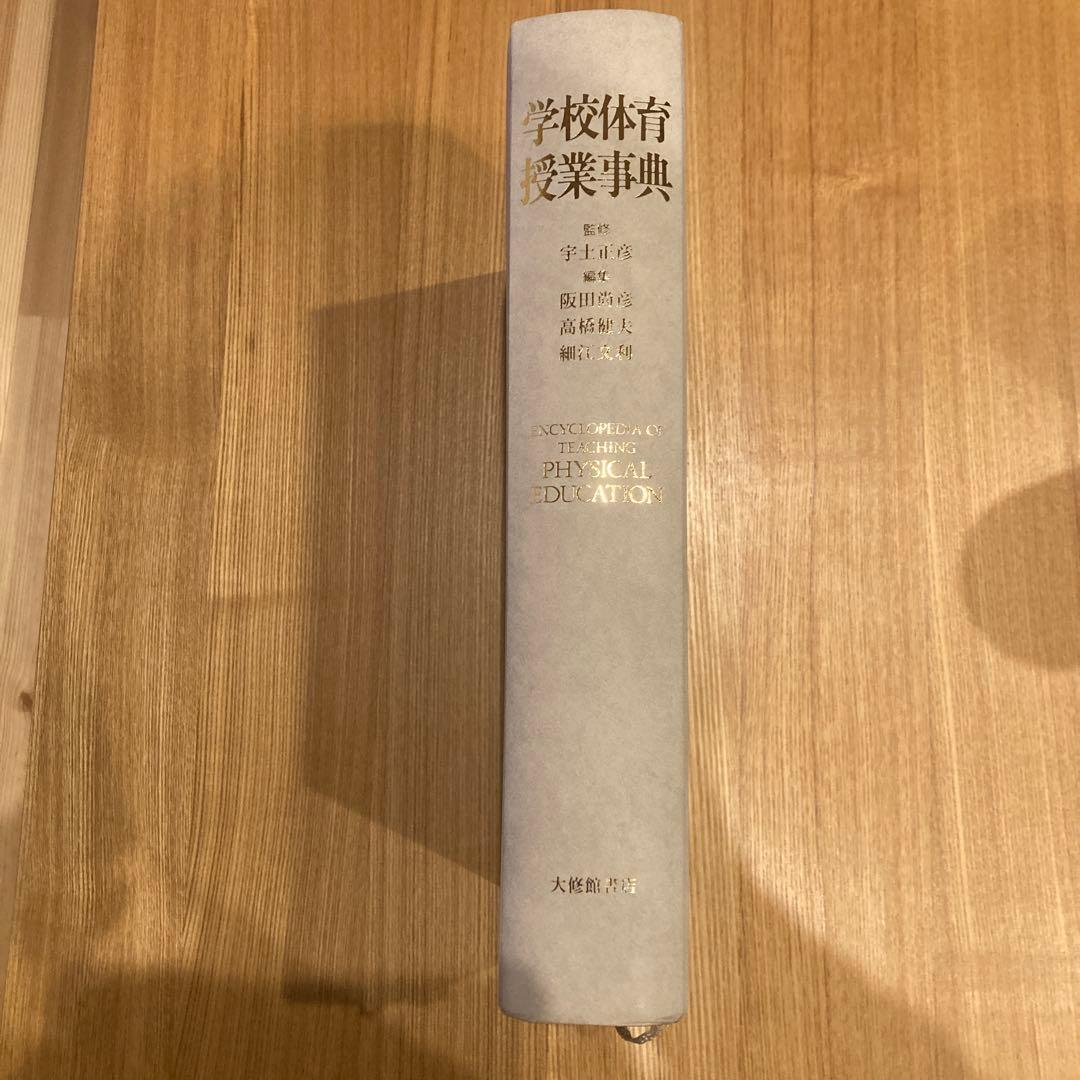 学校体育
授業事典
監修
宇土正彦
編集
阪田尚彦
高橋健夫
細江文利
ENCYCLOPEDIA OF
TEACHING
PHYSICAL
EDUCATION
大修館書店